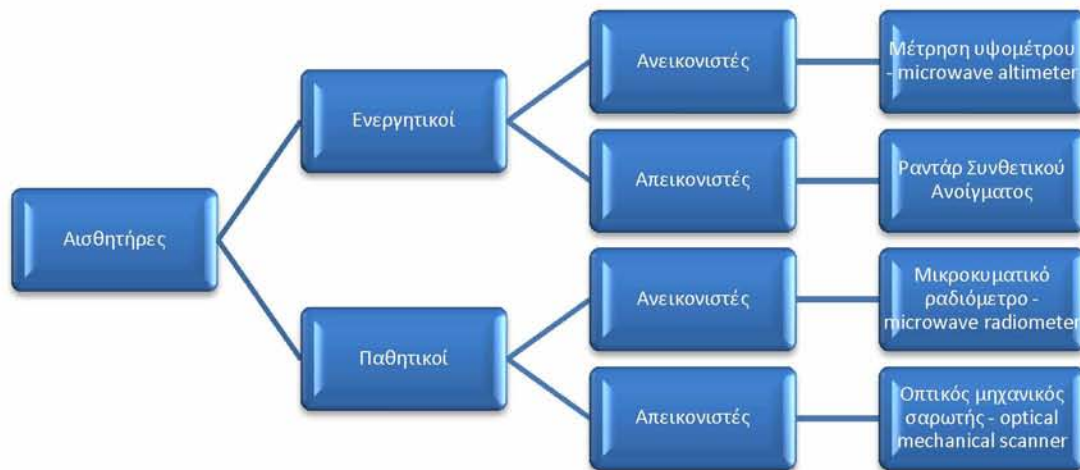 Αισθητήρες
Ενεργητικοί
Ανεικονιστές
Μέτρηση υψομέτρου
- microwave altimeter
Απεικονιστές
Ραντάρ Συνθετικού
Ανοίγματος
Παθητικοί
Ανεικονιστές
Μικροκυματικό
ραδιόμετρο -
microwave radiometer
Απεικονιστές
Οπτικός μηχανικός
σαρωτής - optical
mechanical scanner